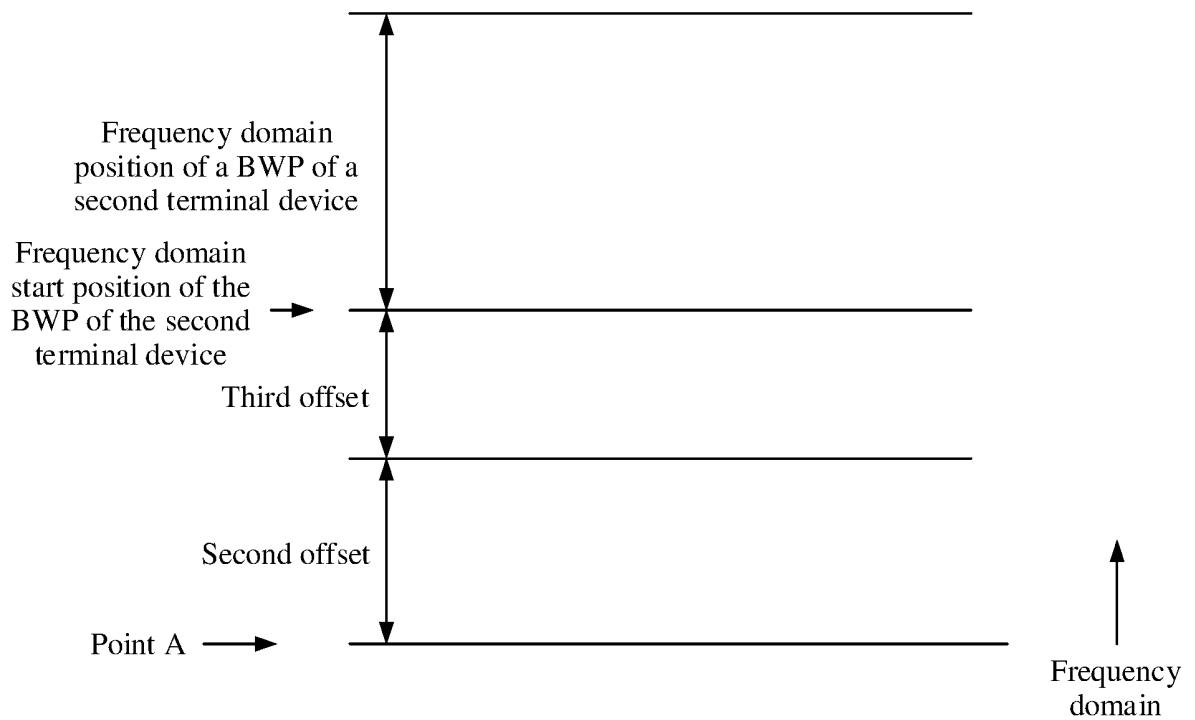 Frequency domain
position of a BWP of a
second terminal device
Frequency domain
start position of the
BWP of the second
terminal device
Third offset
Second offset
Point A
Frequency
domain